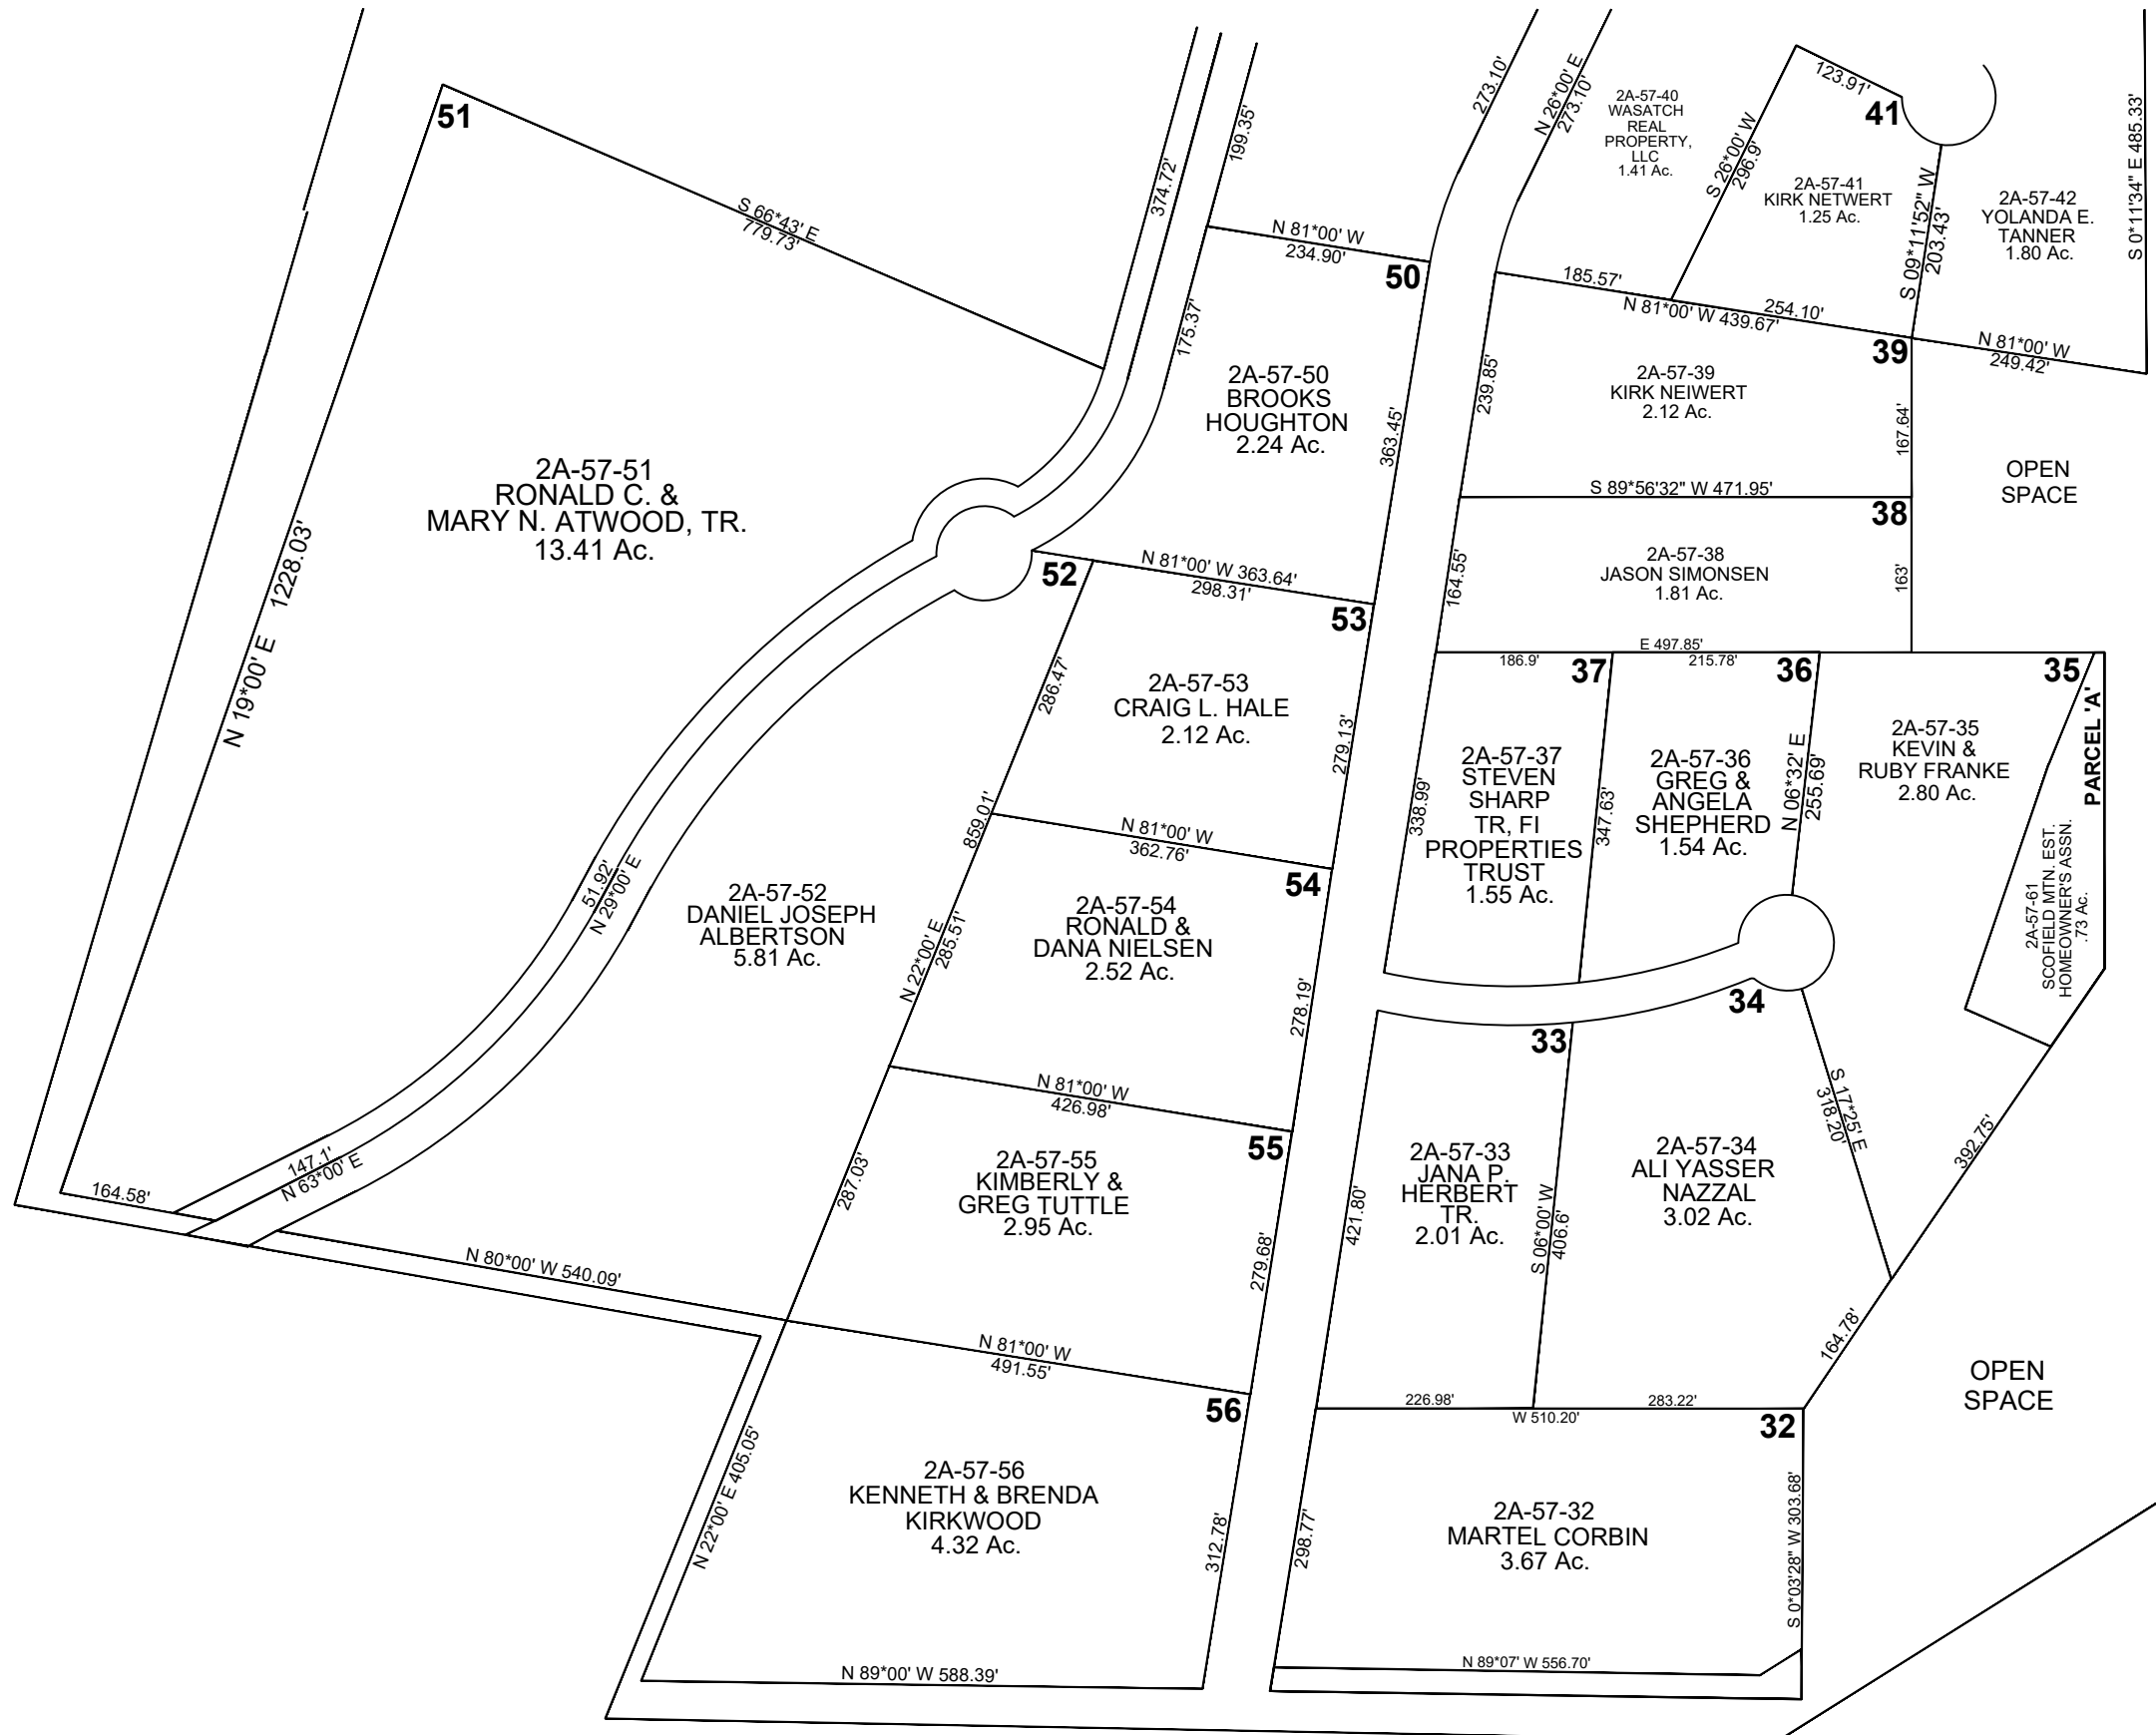 51
S 66*43' E
779.73'
N 19*00' E 1228.03'
2A-57-51
RONALD C. &
MARY N. ATWOOD, TR.
13.41 Ac.
374.72'
199.35'
175.37'
N 81*00' W
234.90'
50
2A-57-50
BROOKS
HOUGHTON
2.24 Ac.
363.45'
273.10'
N 26*00' E
273.10'
2A-57-40
WASATCH
REAL
PROPERTY,
LLC
1.41 Ac.
S 26*00' W
296.9'
123.91'
41
2A-57-41
KIRK NETWERT
1.25 Ac.
S 09*11'52" W
203.43'
2A-57-42
YOLANDA E.
TANNER
1.80 Ac.
S 0*11'34" E 485.33'
185.57'
254.10'
N 81*00' W 439.67'
39
N 81*00' W
249.42'
239.85'
2A-57-39
KIRK NEIWERT
2.12 Ac.
167.64'
OPEN
SPACE
S 89*56'32" W 471.95'
38
2A-57-38
JASON SIMONSEN
1.81 Ac.
164.55'
163'
52
N 81*00' W 363.64'
298.31'
53
286.47'
2A-57-53
CRAIG L. HALE
2.12 Ac.
279.13'
E 497.85'
186.9'
37
215.78'
36
35
338.99'
2A-57-37
STEVEN
SHARP
TR, FI
PROPERTIES
TRUST
1.55 Ac.
347.63'
2A-57-36
GREG &
ANGELA
SHEPHERD
1.54 Ac.
N 06*32' E
255.69'
2A-57-35
KEVIN &
RUBY FRANKE
2.80 Ac.
PARCEL 'A'
2A-57-61
SCOFIELD MTN. EST.
HOMEOWNER'S ASSN.
.73 Ac.
859.01'
N 81*00' W
362.76'
54
51.92'
N 29*00' E
2A-57-52
DANIEL JOSEPH
ALBERTSON
5.81 Ac.
N 22*00' E
285.51'
2A-57-54
RONALD &
DANA NIELSEN
2.52 Ac.
278.19'
34
33
N 81*00' W
426.98'
55
S 17*25' E
318.20'
392.75'
147.1'
N 63*00' E
164.58'
287.03'
2A-57-55
KIMBERLY &
GREG TUTTLE
2.95 Ac.
279.68'
421.80'
2A-57-33
JANA P.
HERBERT
TR.
2.01 Ac.
S 06*00' W
406.6'
2A-57-34
ALI YASSER
NAZZAL
3.02 Ac.
164.78'
N 80*00' W 540.09'
N 81*00' W
491.55'
56
226.98'
283.22'
W 510.20'
32
OPEN
SPACE
N 22*00' E 405.05'
2A-57-56
KENNETH & BRENDA
KIRKWOOD
4.32 Ac.
312.78'
298.77'
2A-57-32
MARTEL CORBIN
3.67 Ac.
S 0*03'28" W 303.68'
N 89*00' W 588.39'
N 89*07' W 556.70'